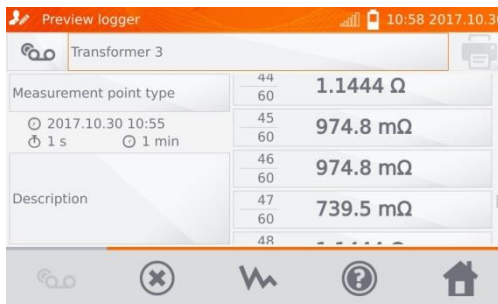 Preview logger
10:58 2017.10.3
Transformer 3
Measurement point type
2017.10.30 10:55
1 s 1 min
Description
44
60
1.1444 Ω
45
60
974.8 mΩ
46
60
974.8 mΩ
47
60
739.5 mΩ
48